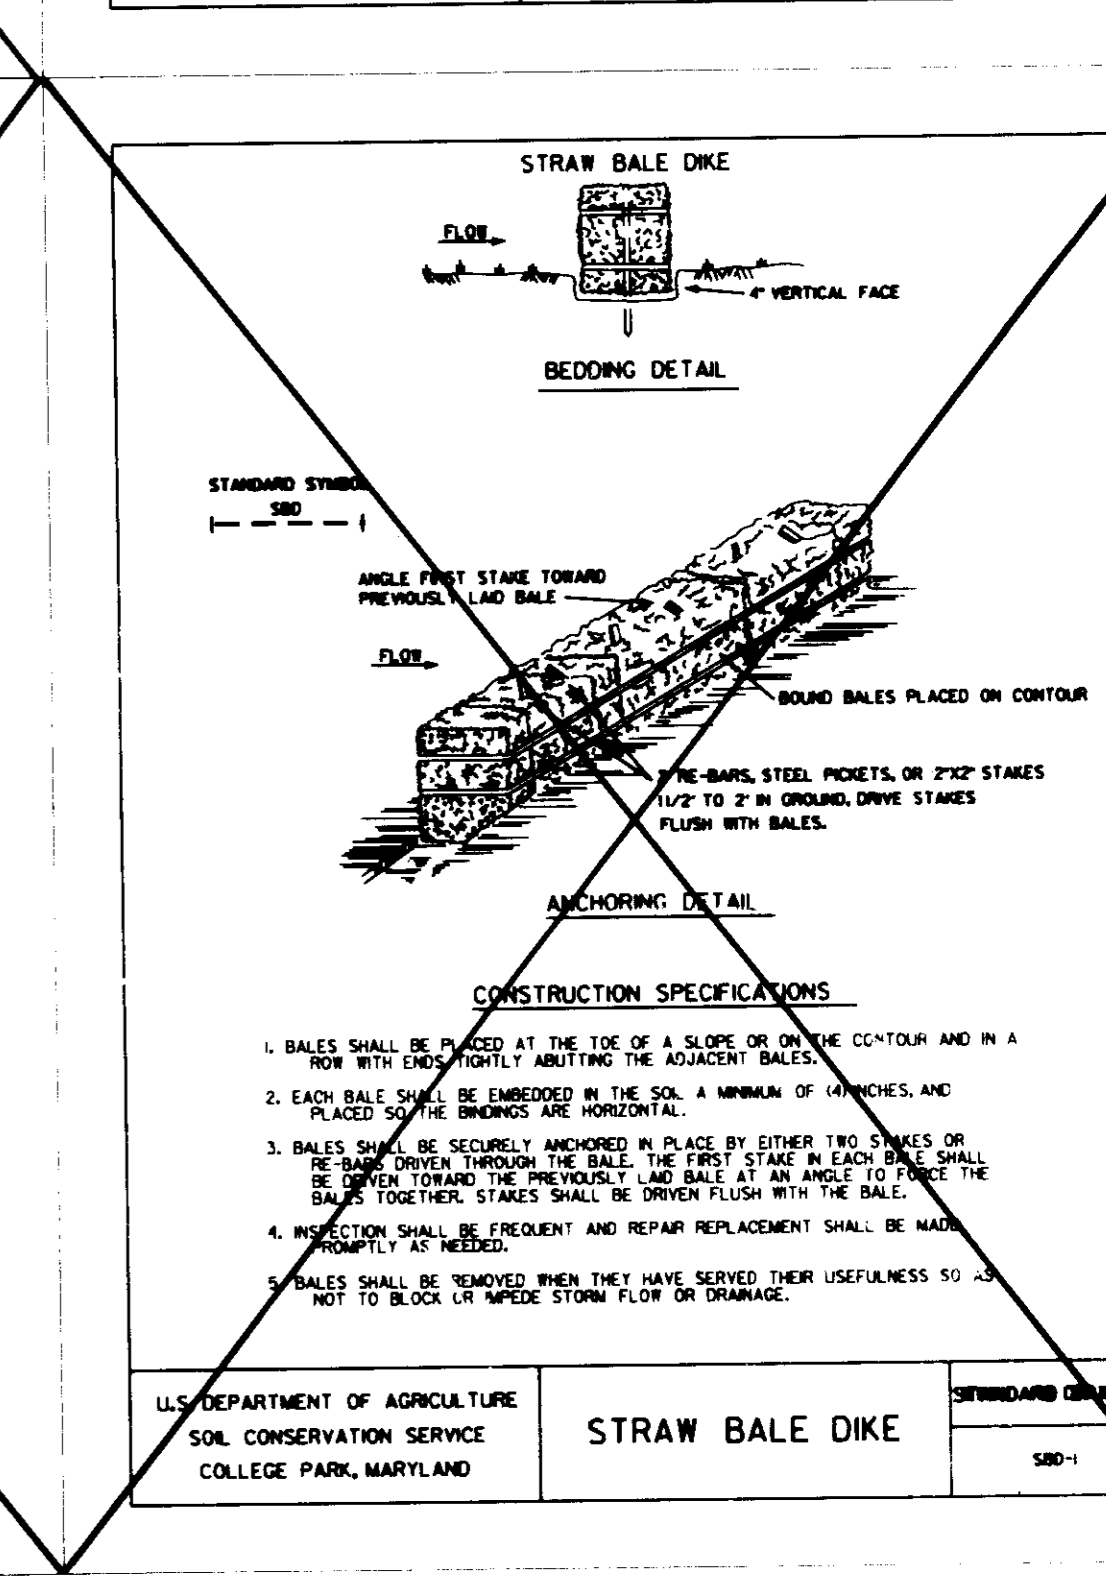 STRAW BALE DIKE
FLOW
4" VERTICAL FACE
BEDDING DETAIL
STANDARD SYMBOL
SBD
ANGLE FIRST STAKE TOWARD
PREVIOUSLY LAID BALE
FLOW
BOUND BALES PLACED ON CONTOUR
RE-BARS, STEEL PICKETS, OR 2"X2" STAKES
1 1/2' TO 2' IN GROUND, DRIVE STAKES
FLUSH WITH BALES.
ANCHORING DETAIL
CONSTRUCTION SPECIFICATIONS
1. BALES SHALL BE PLACED AT THE TOE OF A SLOPE OR ON THE CONTOUR AND IN A
ROW WITH ENDS TIGHTLY ABUTTING THE ADJACENT BALES.
2. EACH BALE SHALL BE EMBEDDED IN THE SOIL A MINIMUM OF (4) INCHES, AND
PLACED SO THE BINDINGS ARE HORIZONTAL.
3. BALES SHALL BE SECURELY ANCHORED IN PLACE BY EITHER TWO STAKES OR
RE-BARS DRIVEN THROUGH THE BALE. THE FIRST STAKE IN EACH BALE SHALL
BE DRIVEN TOWARD THE PREVIOUSLY LAID BALE AT AN ANGLE TO FORCE THE
BALES TOGETHER. STAKES SHALL BE DRIVEN FLUSH WITH THE BALE.
4. INSPECTION SHALL BE FREQUENT AND REPAIR REPLACEMENT SHALL BE MADE
PROMPTLY AS NEEDED.
5. BALES SHALL BE REMOVED WHEN THEY HAVE SERVED THEIR USEFULNESS SO AS
NOT TO BLOCK OR IMPEDE STORM FLOW OR DRAINAGE.
U.S. DEPARTMENT OF AGRICULTURE
SOIL CONSERVATION SERVICE
COLLEGE PARK, MARYLAND
STRAW BALE DIKE
STANDARD
SBD-1